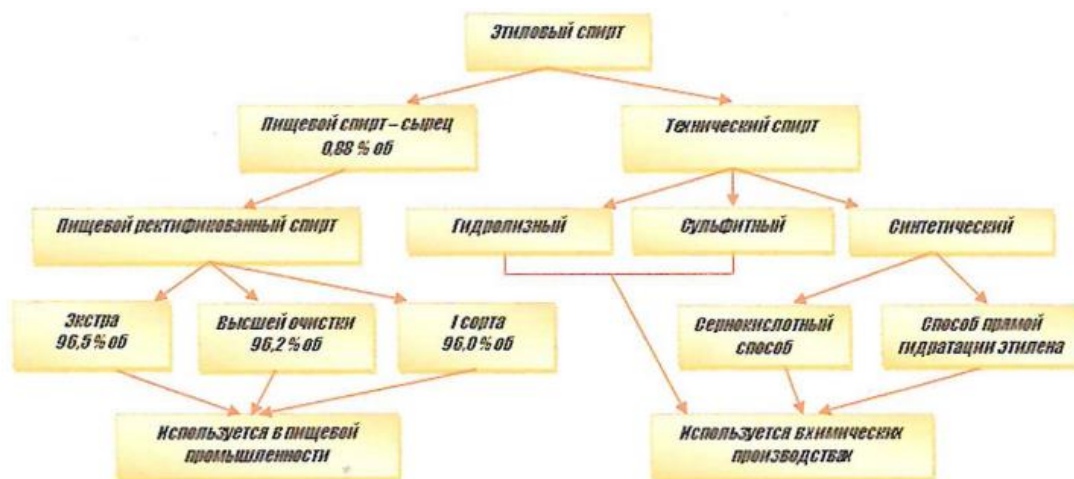 Этиловый спирт
Пищевой спирт – сырец
0,88 % об
Технический спирт
Пищевой ректификованный спирт
Гидролизный
Сульфитный
Синтетический
Экстра
96,5 % об
Высшей очистки
96,2 % об
I сорта
96,0 % об
Сернокислотный
способ
Способ прямой
гидратации этилена
Используется в пищевой
промышленности
Используется вхимических
производствах